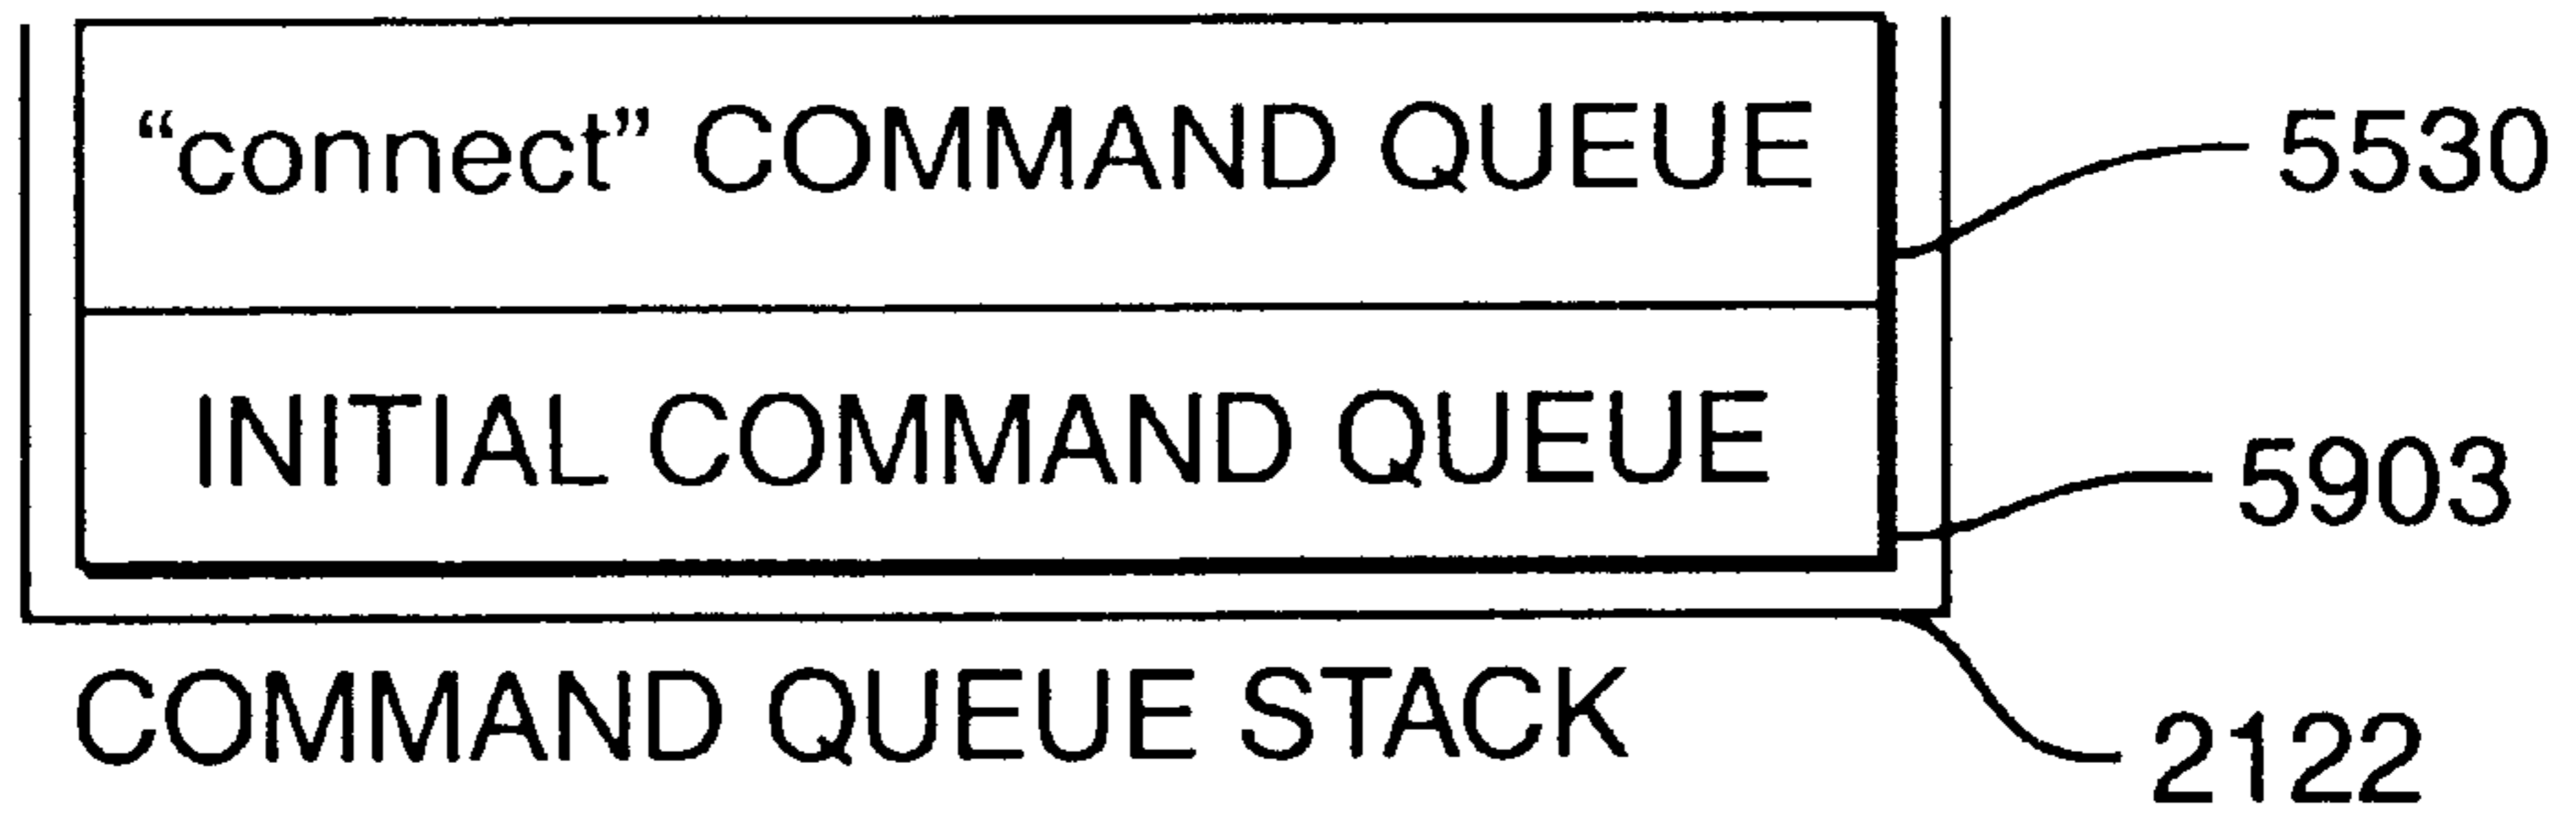 “connect” COMMAND QUEUE
5530
INITIAL COMMAND QUEUE
5903
COMMAND QUEUE STACK
2122